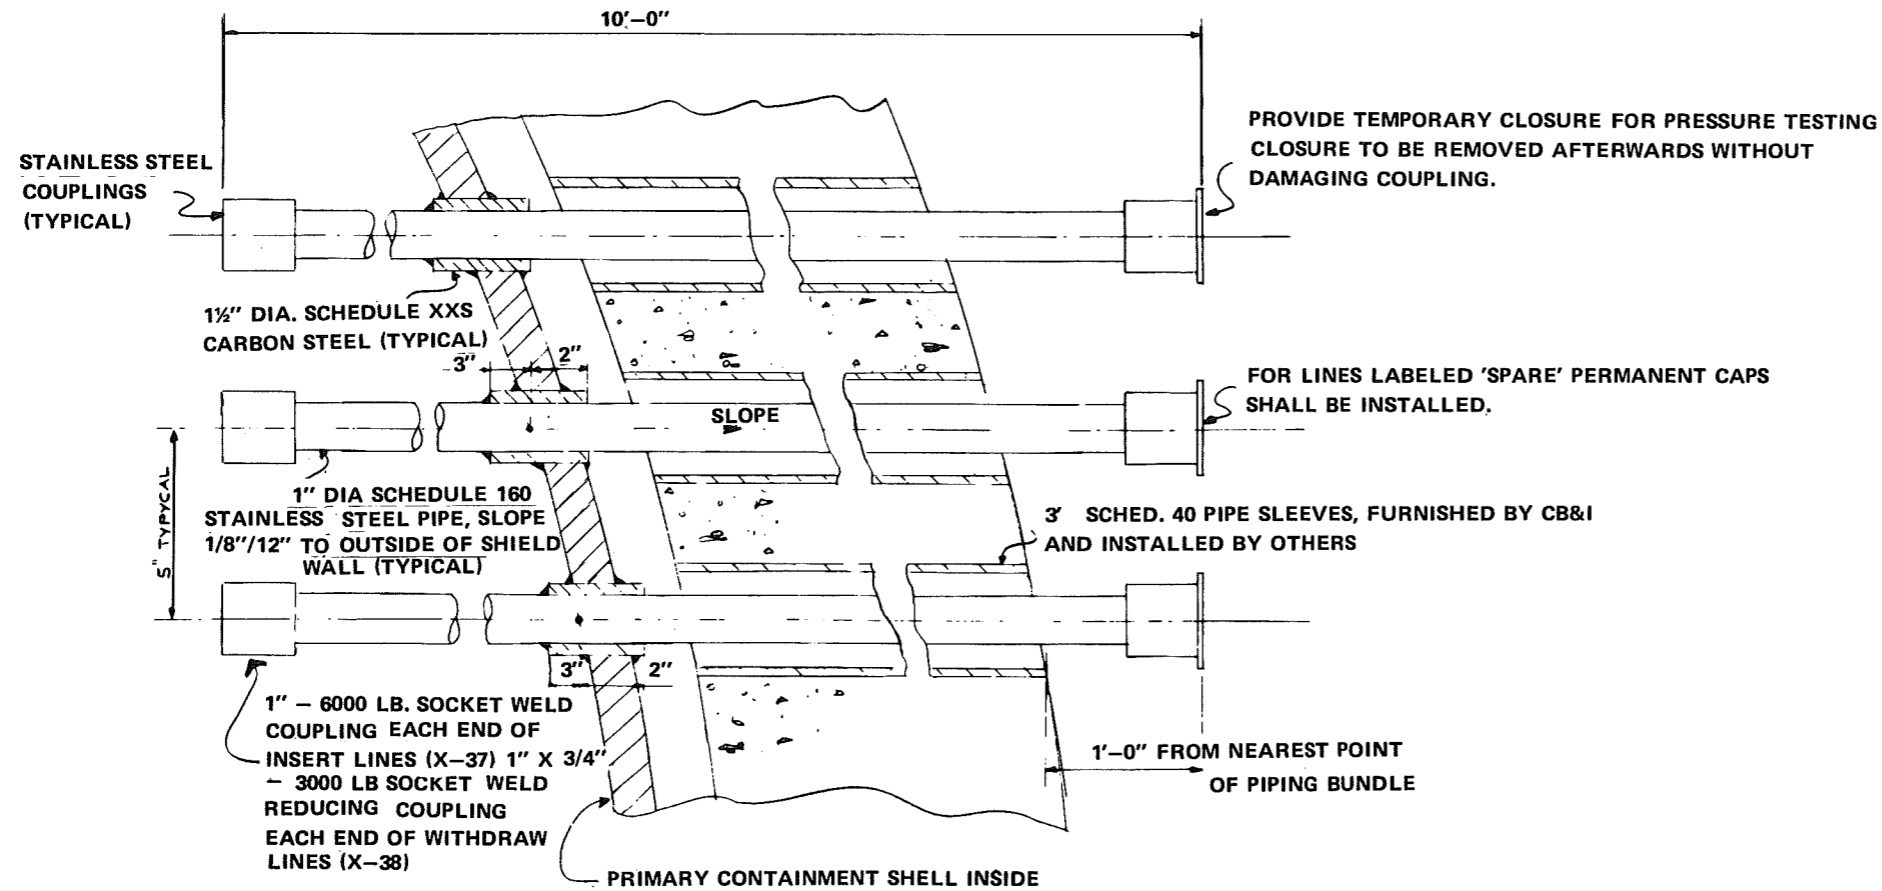 10'–0"
PROVIDE TEMPORARY CLOSURE FOR PRESSURE TESTING
CLOSURE TO BE REMOVED AFTERWARDS WITHOUT
DAMAGING COUPLING.
STAINLESS STEEL
COUPLINGS
(TYPICAL)
1½" DIA. SCHEDULE XXS
CARBON STEEL (TYPICAL)
3"
2"
SLOPE
FOR LINES LABELED 'SPARE' PERMANENT CAPS
SHALL BE INSTALLED.
5" TYPYCAL
1" DIA SCHEDULE 160
STAINLESS STEEL PIPE, SLOPE
1/8"/12" TO OUTSIDE OF SHIELD
WALL (TYPICAL)
3' SCHED. 40 PIPE SLEEVES, FURNISHED BY CB&I
AND INSTALLED BY OTHERS
3"
2"
1" – 6000 LB. SOCKET WELD
COUPLING EACH END OF
INSERT LINES (X–37) 1" X 3/4"
– 3000 LB SOCKET WELD
REDUCING COUPLING
EACH END OF WITHDRAW
LINES (X–38)
1'–0" FROM NEAREST POINT
OF PIPING BUNDLE
PRIMARY CONTAINMENT SHELL INSIDE